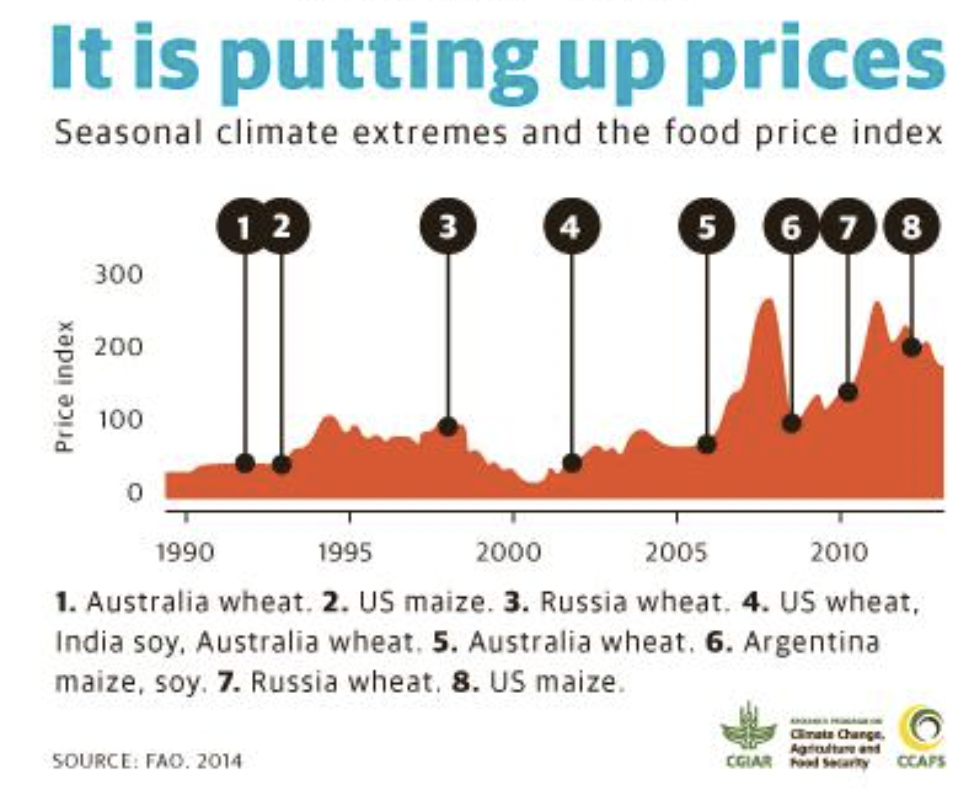 It is putting up prices
Seasonal climate extremes and the food price index
1 2 3 4 5 6 7 8
300
200
100
0
Price index
1990 1995 2000 2005 2010
1. Australia wheat. 2. US maize. 3. Russia wheat. 4. US wheat,
India soy, Australia wheat. 5. Australia wheat. 6. Argentina
maize, soy. 7. Russia wheat. 8. US maize.
SOURCE: FAO. 2014
CGIAR
RESEARCH PROGRAM ON
Climate Change,
Agriculture and
Food Security
CCAFS